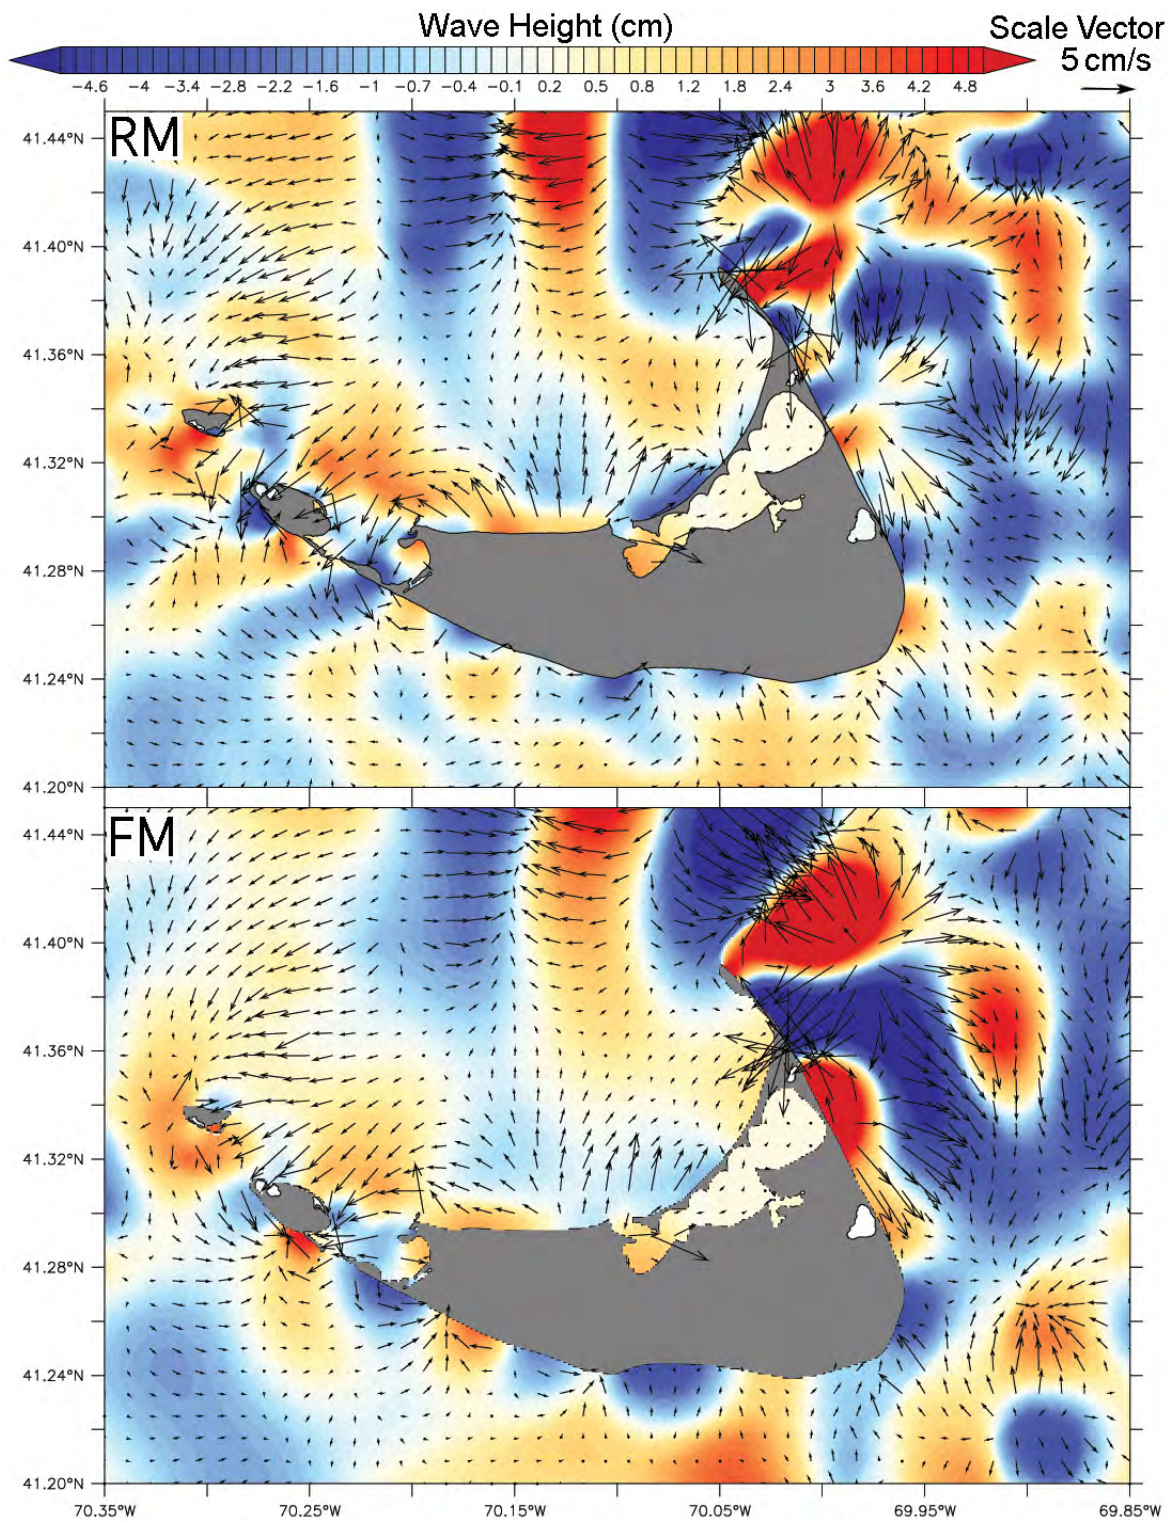 Wave Height (cm)
Scale Vector
5 cm/s
−4.6 −4 −3.4 −2.8 −2.2 −1.6 −1 −0.7 −0.4 −0.1 0.2 0.5 0.8 1.2 1.8 2.4 3 3.6 4.2 4.8
RM
41.44°N
41.40°N
41.36°N
41.32°N
41.28°N
41.24°N
41.20°N
FM
41.44°N
41.40°N
41.36°N
41.32°N
41.28°N
41.24°N
41.20°N
70.35°W 70.25°W 70.15°W 70.05°W 69.95°W 69.85°W